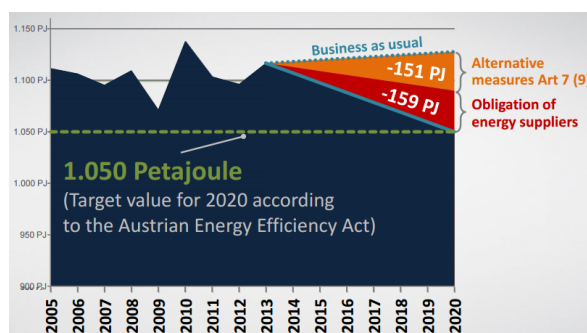 1.150 PJ
1.100 PJ
1.050 PJ
1.000 PJ
950 PJ
900 PJ
Business as usual
-151 PJ
-159 PJ
Alternative
measures Art 7 (9)
Obligation of
energy suppliers
1.050 Petajoule
(Target value for 2020 according
to the Austrian Energy Efficiency Act)
2005
2006
2007
2008
2009
2010
2011
2012
2013
2014
2015
2016
2017
2018
2019
2020